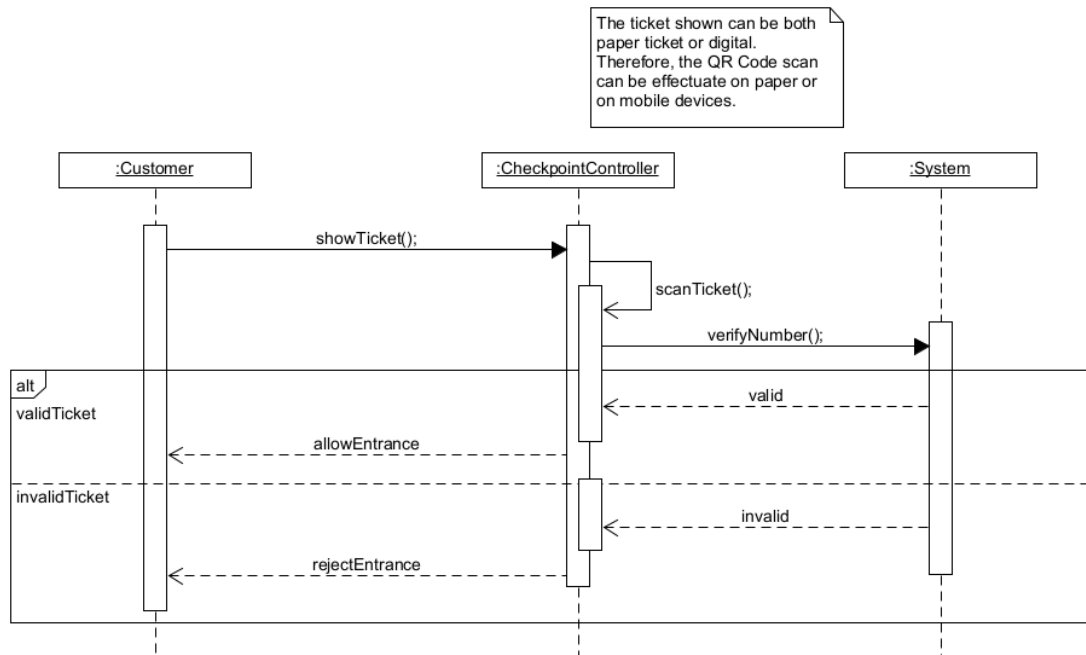 The ticket shown can be both
paper ticket or digital.
Therefore, the QR Code scan
can be effectuate on paper or
on mobile devices.
:Customer
:CheckpointController
:System
showTicket();
scanTicket();
verifyNumber();
alt
validTicket
valid
allowEntrance
invalidTicket
invalid
rejectEntrance